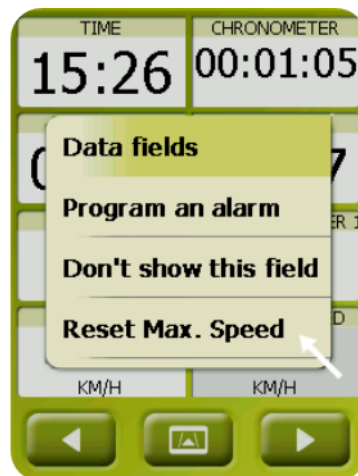 TIME CHRONOMETER
15:26 00:01:05
Data fields
Program an alarm
Don't show this field
Reset Max. Speed
KM/H KM/H